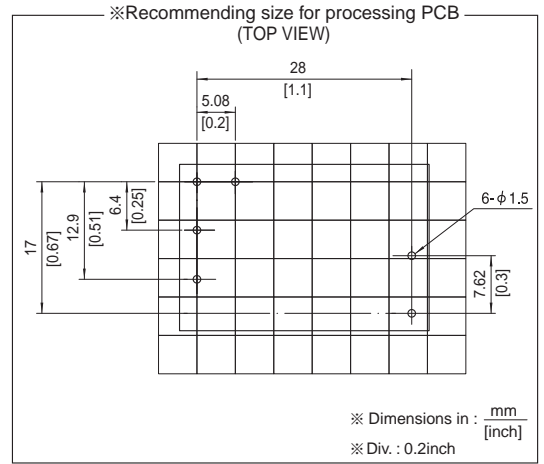 ※Recommending size for processing PCB
(TOP VIEW)
28
[1.1]
5.08
[0.2]
6-ϕ1.5
17
[0.67]
12.9
[0.51]
6.4
[0.25]
7.62
[0.3]
※ Dimensions in : mm
[inch]
※Div. : 0.2inch